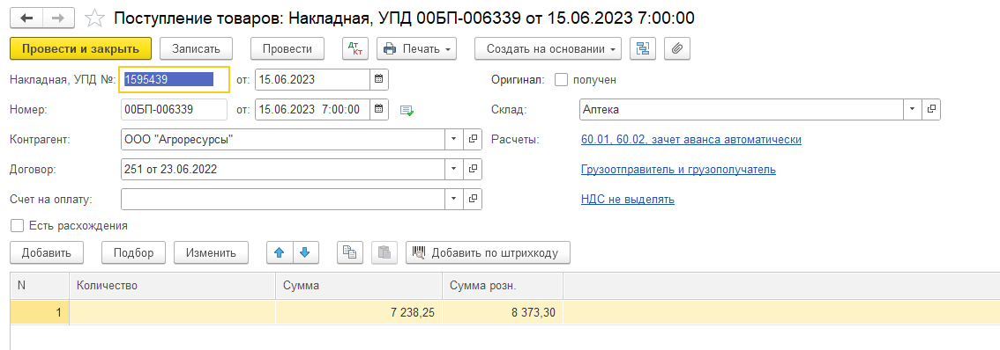 Поступление товаров: Накладная, УПД 00БП-006339 от 15.06.2023 7:00:00
Провести и закрыть Записать Провести Дт Кт Печать Создать на основании
Накладная, УПД №: 1595439 от: 15.06.2023 Оригинал: получен
Номер: 00БП-006339 от: 15.06.2023 7:00:00 Склад: Аптека
Контрагент: ООО "Агроресурсы" Расчеты: 60.01, 60.02, зачет аванса автоматически
Договор: 251 от 23.06.2022 Грузоотправитель и грузополучатель
Счет на оплату: НДС не выделять
Есть расхождения
Добавить Подбор Изменить Добавить по штрихкоду
N Количество Сумма Сумма розн.
1 7 238,25 8 373,30